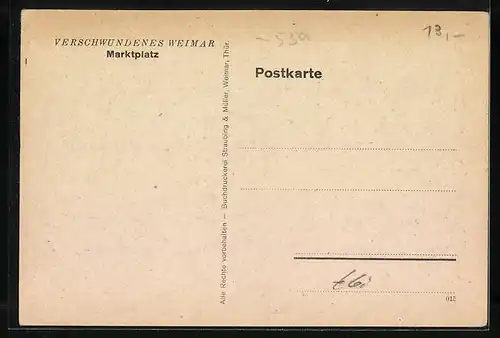 VERSCHWUNDENES WEIMAR
Marktplatz
13,-
Postkarte
Alle Rechte vorbehalten — Buchdruckerei Straubing & Müller, Weimar, Thür.
012